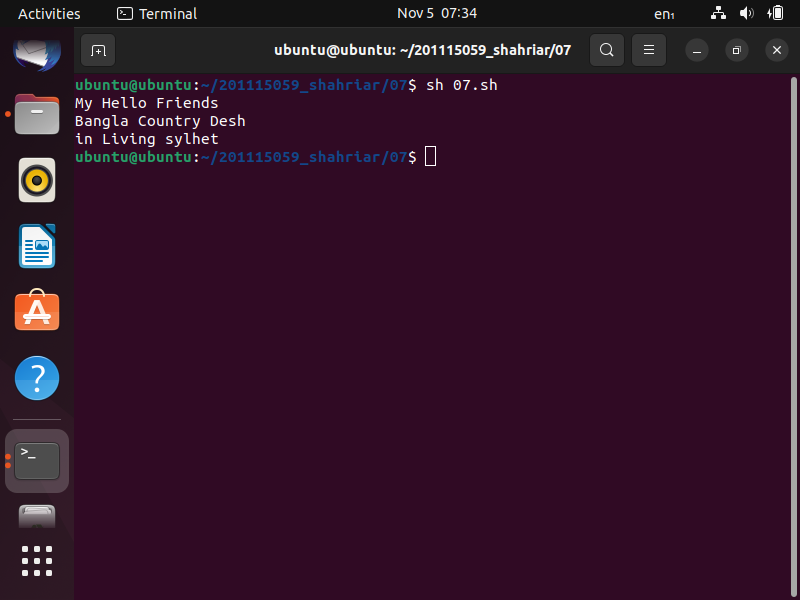 Activities
Terminal
Nov 5 07:34
en₁
ubuntu@ubuntu: ~/201115059_shahriar/07
ubuntu@ubuntu:~/201115059_shahriar/07$ sh 07.sh
My Hello Friends
Bangla Country Desh
in Living sylhet
ubuntu@ubuntu:~/201115059_shahriar/07$